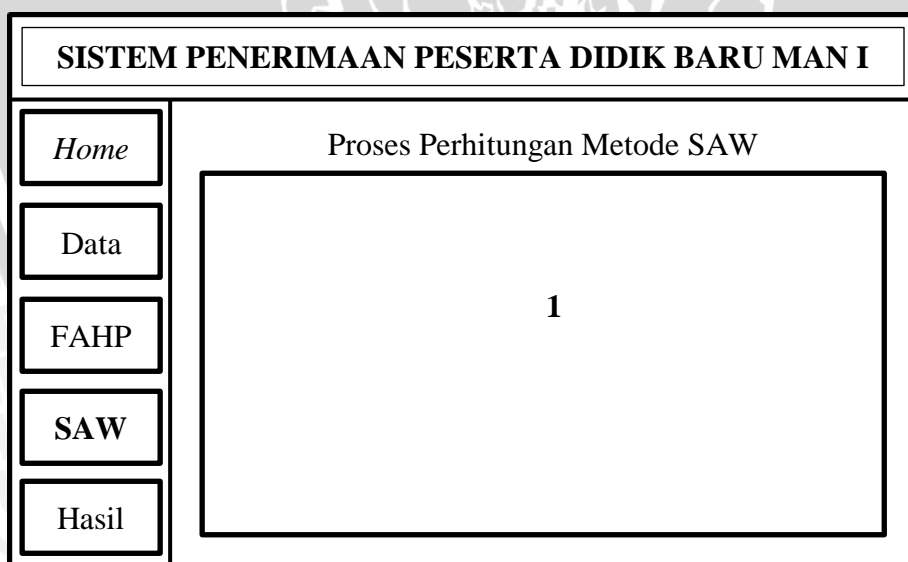 SISTEM PENERIMAAN PESERTA DIDIK BARU MAN I
Home
Data
FAHP
SAW
Hasil
Proses Perhitungan Metode SAW
1